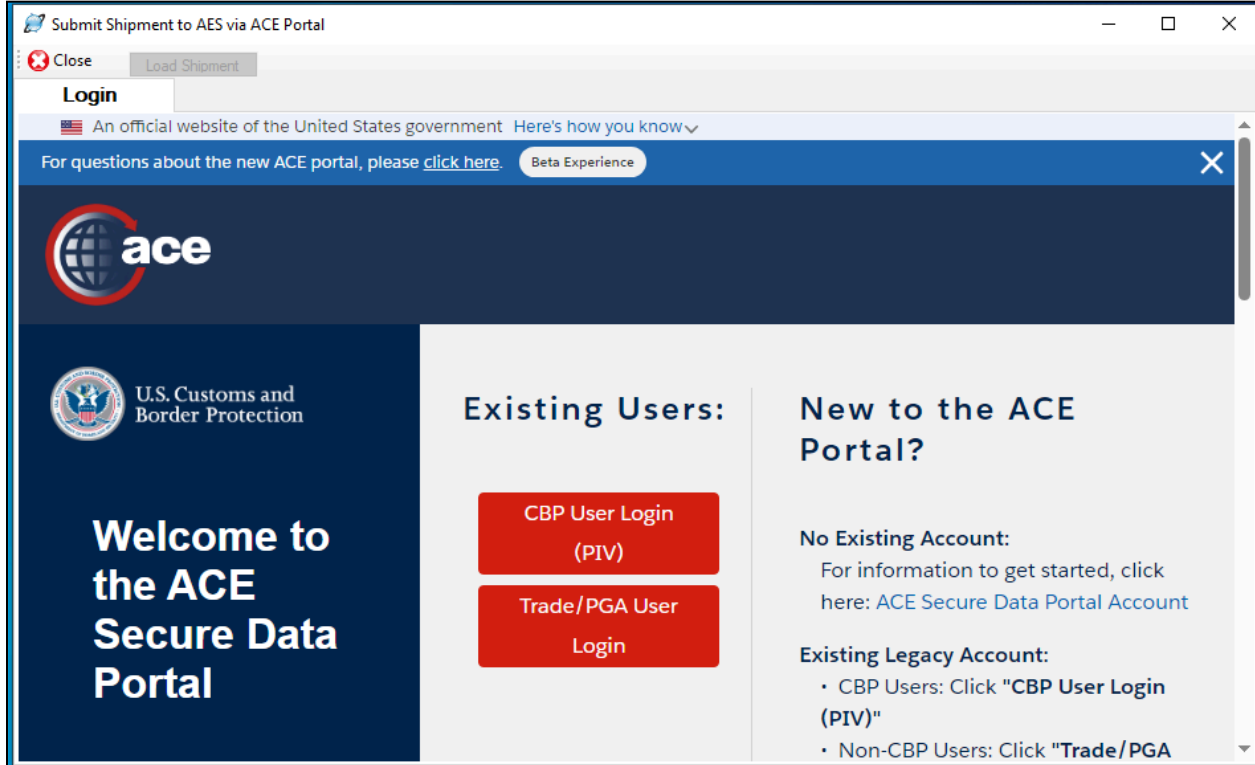 Submit Shipment to AES via ACE Portal
Close
Load Shipment
Login
An official website of the United States government Here's how you know
For questions about the new ACE portal, please click here. Beta Experience
ace
U.S. Customs and
Border Protection
Welcome to
the ACE
Secure Data
Portal
Existing Users:
CBP User Login
(PIV)
Trade/PGA User
Login
New to the ACE
Portal?
No Existing Account:
For information to get started, click
here: ACE Secure Data Portal Account
Existing Legacy Account:
• CBP Users: Click "CBP User Login
(PIV)"
• Non-CBP Users: Click "Trade/PGA